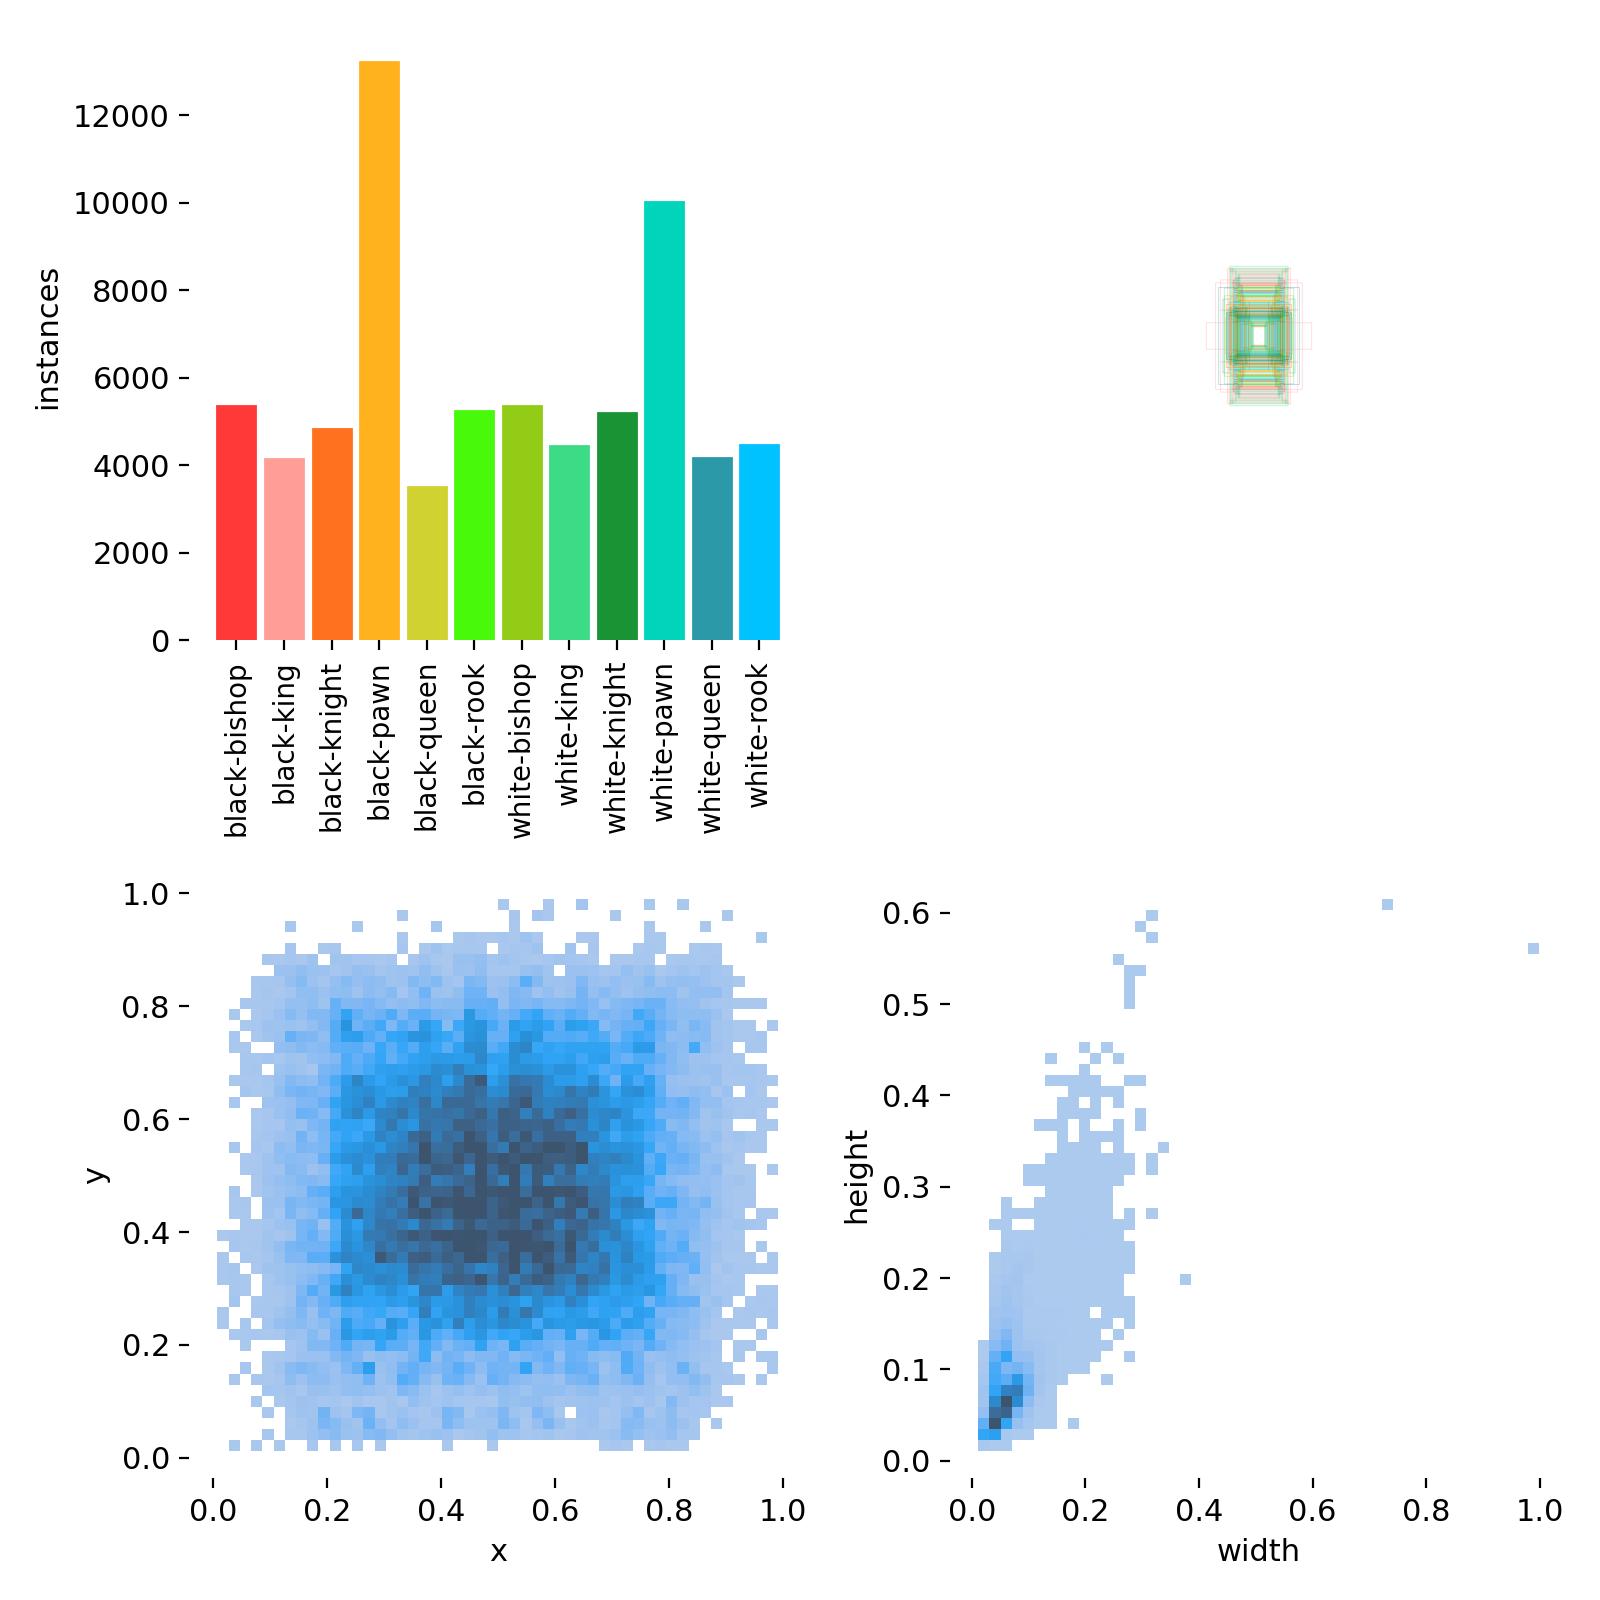 instances
12000
10000
8000
6000
4000
2000
0
black-bishop
black-king
black-knight
black-pawn
black-queen
black-rook
white-bishop
white-king
white-knight
white-pawn
white-queen
white-rook
y
1.0
0.8
0.6
0.4
0.2
0.0
0.0 0.2 0.4 0.6 0.8 1.0
x
height
0.6
0.5
0.4
0.3
0.2
0.1
0.0
0.0 0.2 0.4 0.6 0.8 1.0
width